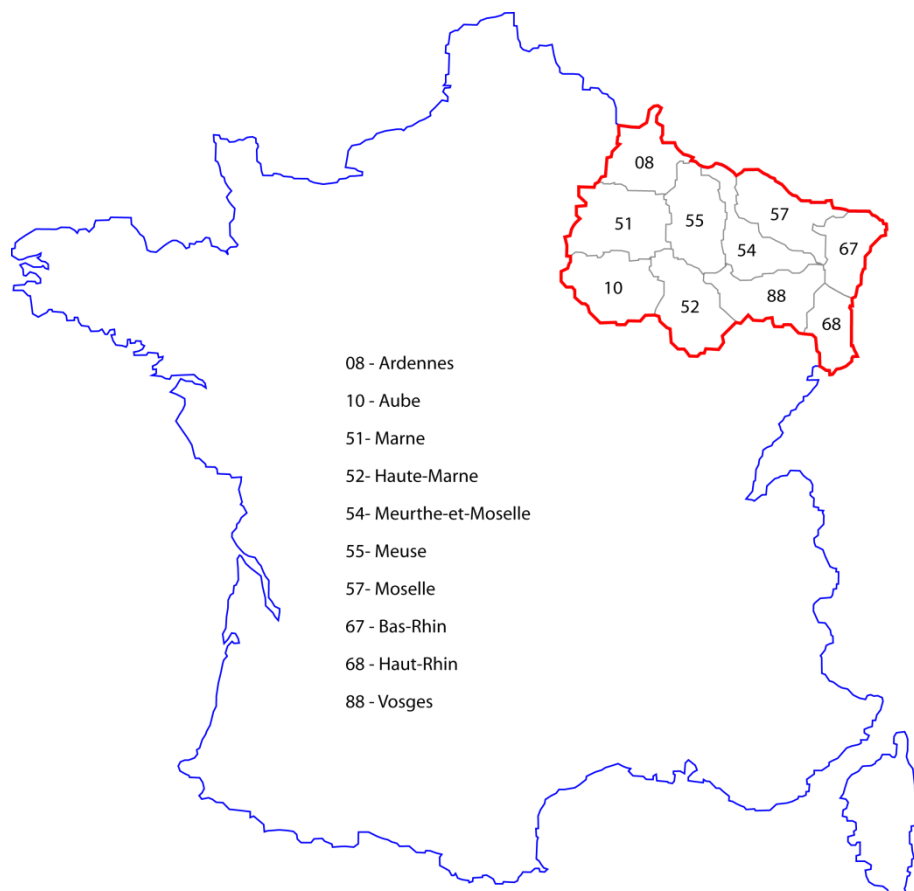 08
57
51
55
67
54
10
88
52
68
08 - Ardennes
10 - Aube
51- Marne
52- Haute-Marne
54- Meurthe-et-Moselle
55- Meuse
57- Moselle
67 - Bas-Rhin
68 - Haut-Rhin
88 - Vosges